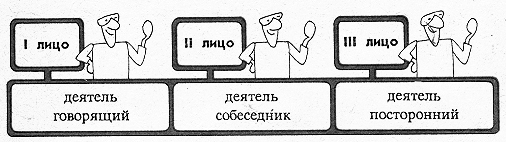 I лицо
II лицо
III лицо
деятель
говорящий
деятель
собеседник
деятель
посторонний